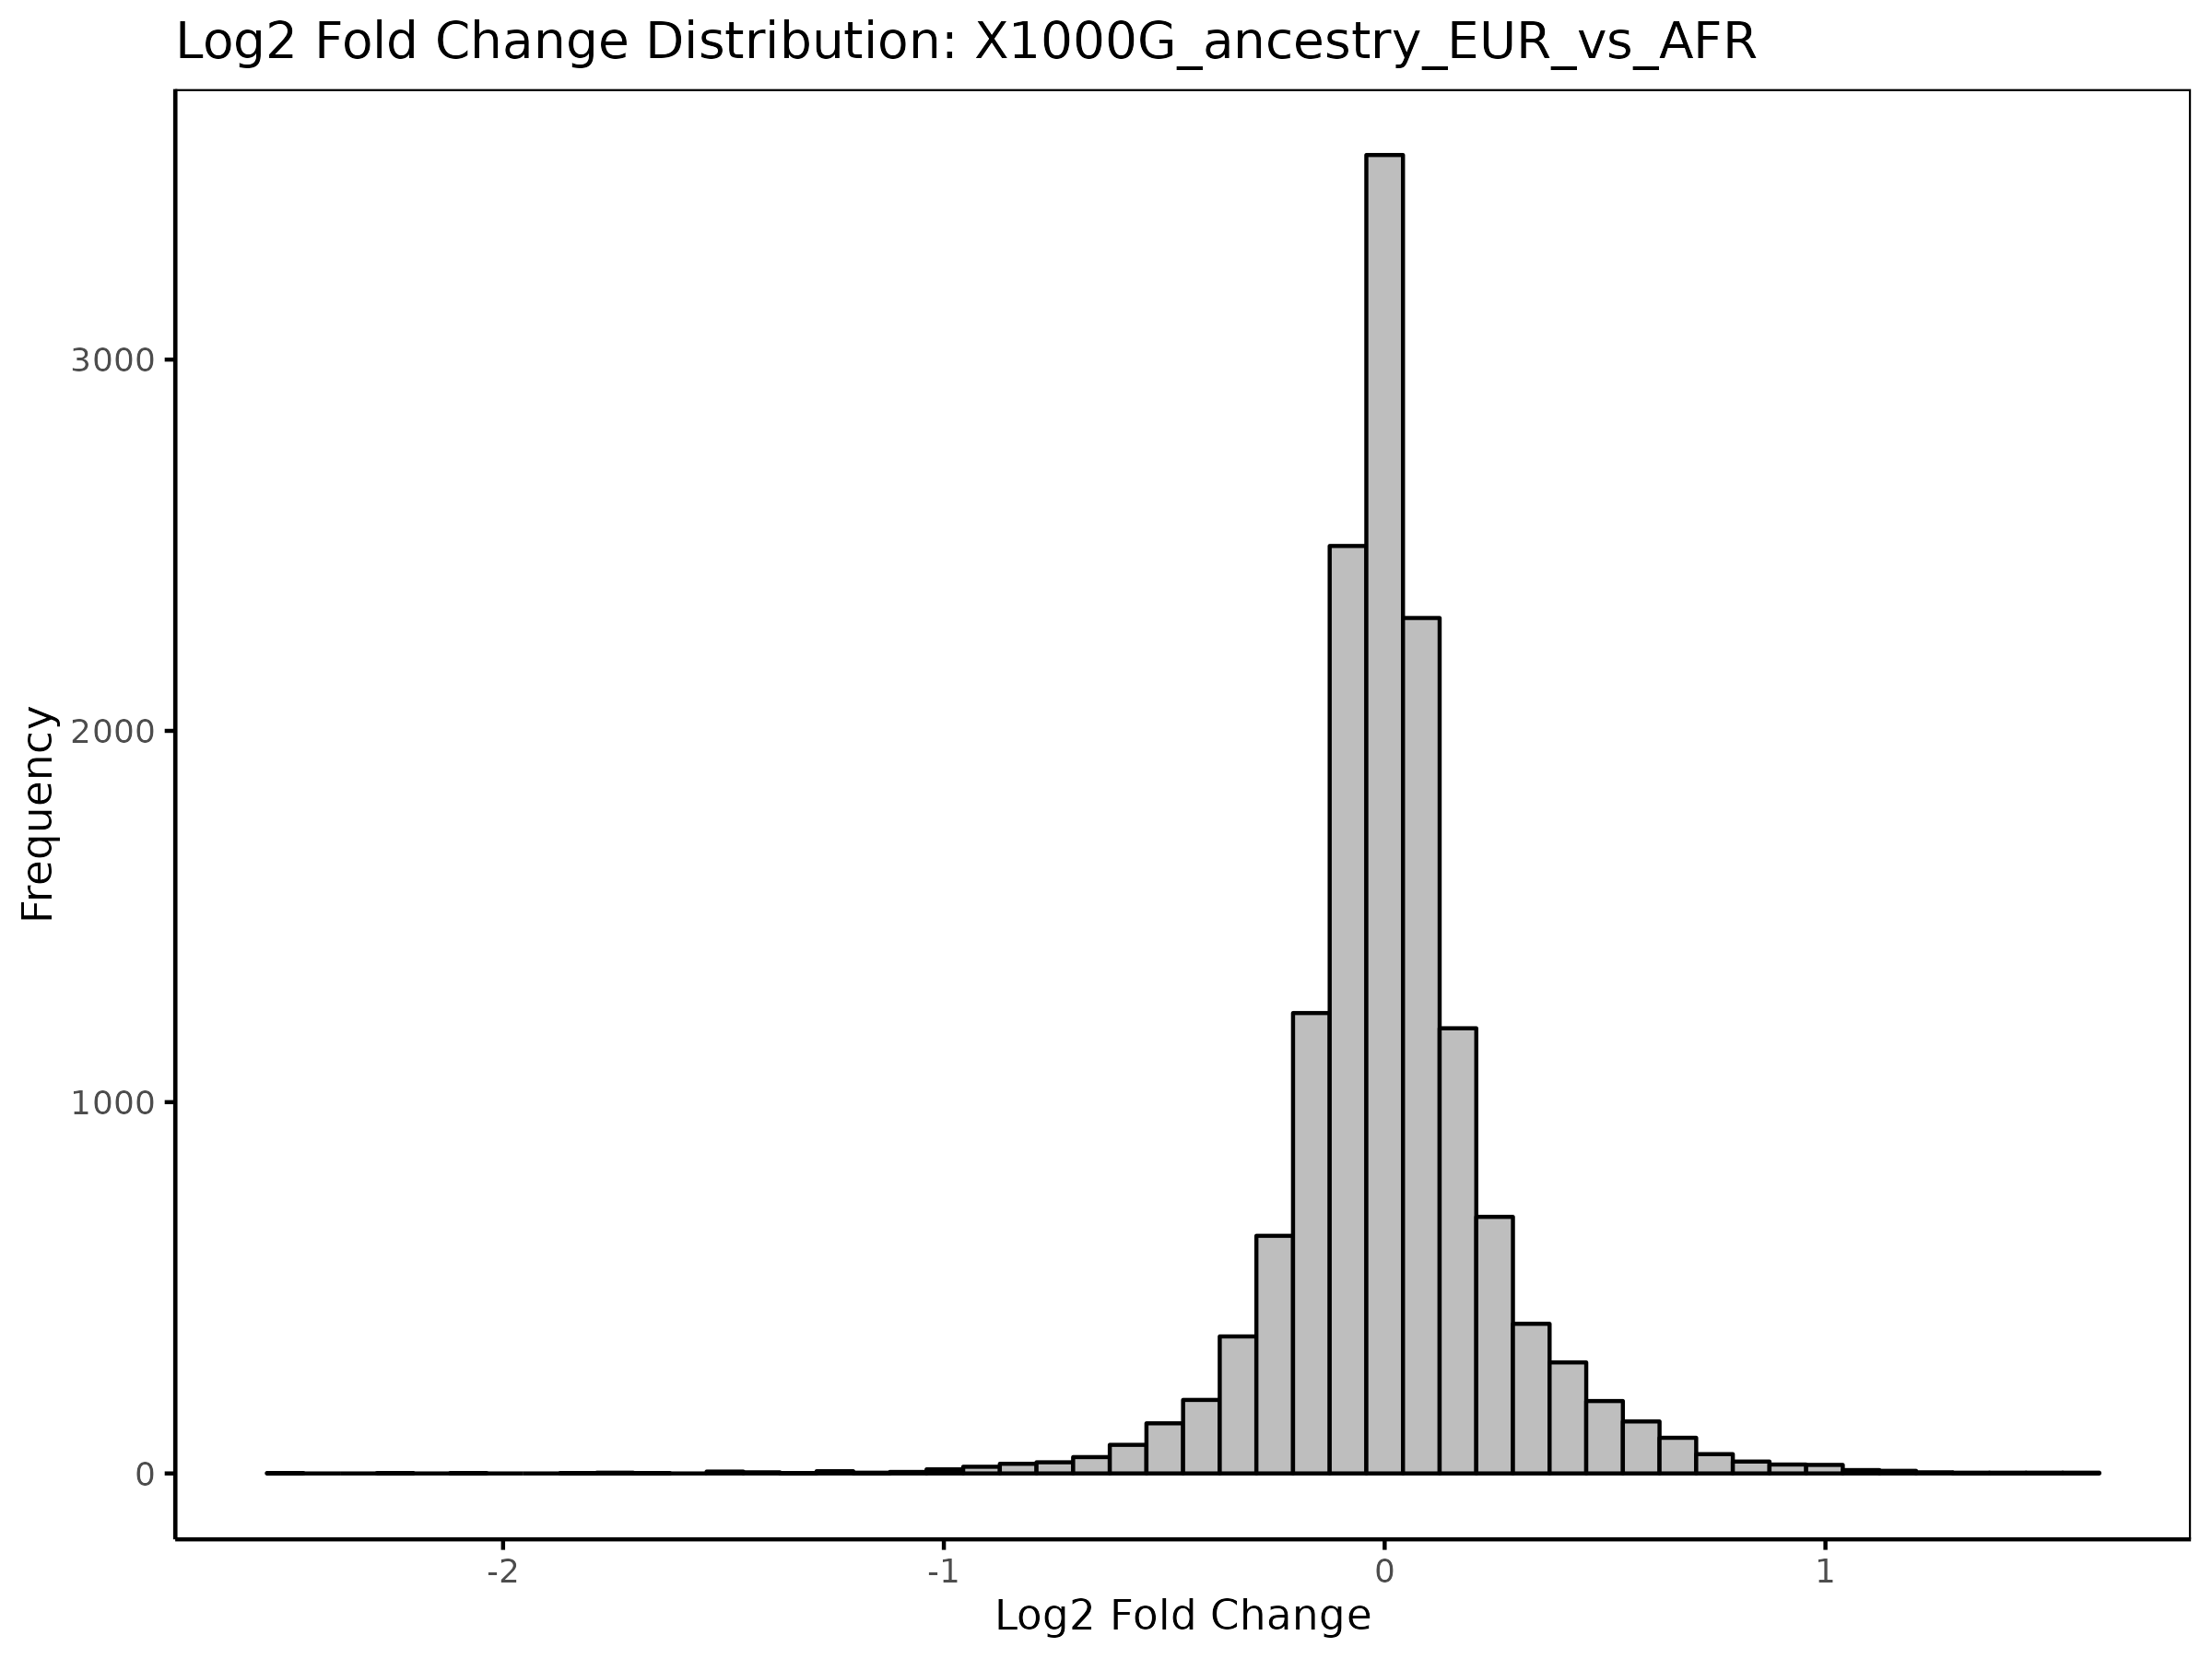 Log2 Fold Change Distribution: X1000G_ancestry_EUR_vs_AFR
Frequency
3000
2000
1000
0
-2 -1 0 1
Log2 Fold Change